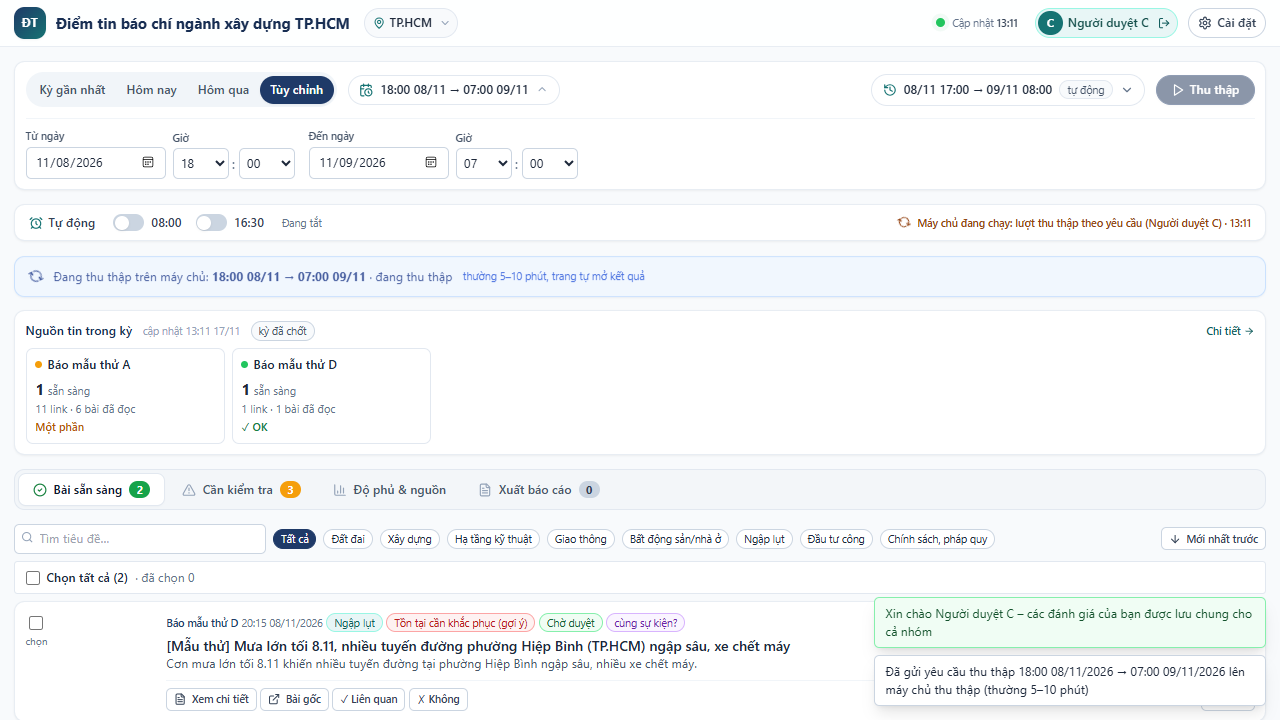 ĐT Điểm tin báo chí ngành xây dựng TP.HCM TP.HCM Cập nhật 13:11 C Người duyệt C Cài đặt
Kỳ gần nhất Hôm nay Hôm qua Tùy chỉnh 18:00 08/11 → 07:00 09/11 08/11 17:00 → 09/11 08:00 tự động Thu thập
Từ ngày Giờ Đến ngày Giờ
11/08/2026 18 : 00 11/09/2026 07 : 00
Tự động 08:00 16:30 Đang tắt Máy chủ đang chạy: lượt thu thập theo yêu cầu (Người duyệt C) · 13:11
Đang thu thập trên máy chủ: 18:00 08/11 → 07:00 09/11 · đang thu thập thường 5–10 phút, trang tự mở kết quả
Nguồn tin trong kỳ cập nhật 13:11 17/11 kỳ đã chốt Chi tiết →
Báo mẫu thử A Báo mẫu thử D
1 sẵn sàng 1 sẵn sàng
11 link · 6 bài đã đọc 1 link · 1 bài đã đọc
Một phần ✓ OK
Bài sẵn sàng 2 Cần kiểm tra 3 Độ phủ & nguồn Xuất báo cáo 0
Tìm tiêu đề... Tất cả Đất đai Xây dựng Hạ tầng kỹ thuật Giao thông Bất động sản/nhà ở Ngập lụt Đầu tư công Chính sách, pháp quy ↓ Mới nhất trước
Chọn tất cả (2) · đã chọn 0
chọn
Báo mẫu thử D 20:15 08/11/2026 Ngập lụt Tồn tại cần khắc phục (gợi ý) Chờ duyệt cùng sự kiện?
[Mẫu thử] Mưa lớn tối 8.11, nhiều tuyến đường phường Hiệp Bình (TP.HCM) ngập sâu, xe chết máy
Cơn mưa lớn tối 8.11 khiến nhiều tuyến đường tại phường Hiệp Bình ngập sâu, nhiều xe chết máy.
Xem chi tiết Bài gốc ✓ Liên quan ✗ Không
Xin chào Người duyệt C – các đánh giá của bạn được lưu chung cho
cả nhóm
Đã gửi yêu cầu thu thập 18:00 08/11/2026 → 07:00 09/11/2026 lên
máy chủ thu thập (thường 5–10 phút)